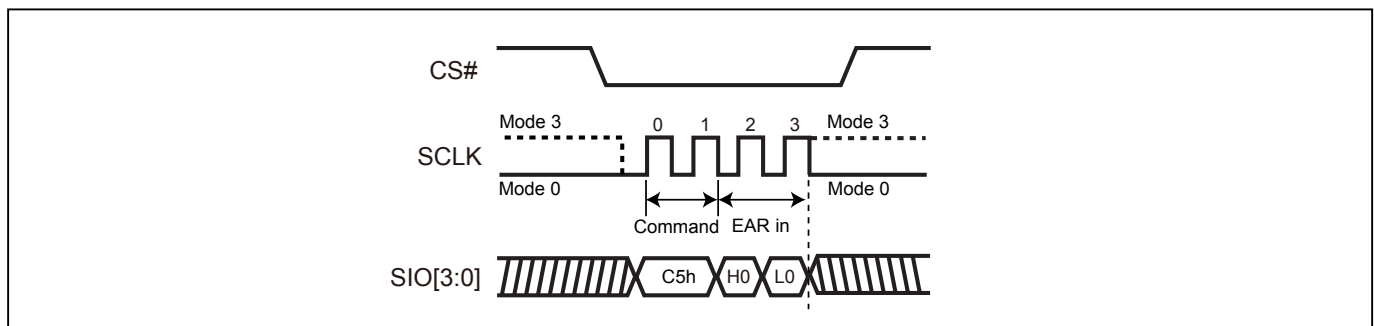 CS#
Mode 3 0 1 2 3 Mode 3
SCLK
Mode 0 Mode 0
Command EAR in
SIO[3:0] C5h H0 L0